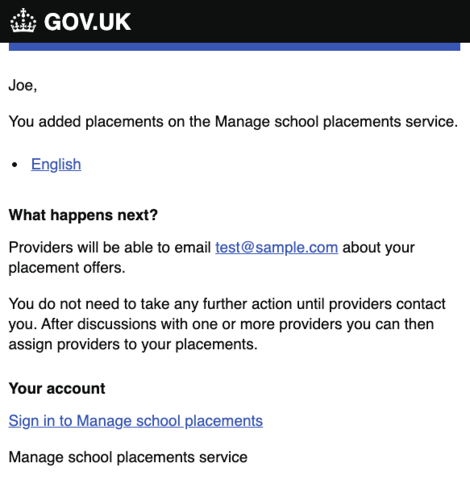 GOV.UK
Joe,
You added placements on the Manage school placements service.
• English
What happens next?
Providers will be able to email test@sample.com about your
placement offers.
You do not need to take any further action until providers contact
you. After discussions with one or more providers you can then
assign providers to your placements.
Your account
Sign in to Manage school placements
Manage school placements service